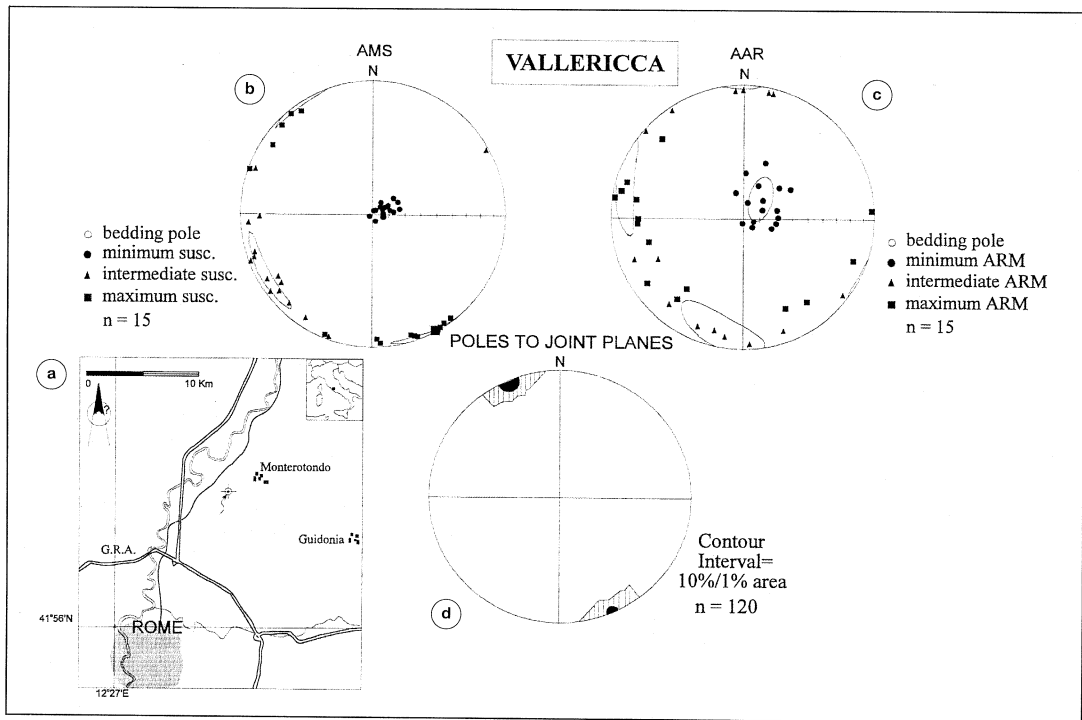 VALLERICCA
AMS
N
b
○ bedding pole
● minimum susc.
▲ intermediate susc.
■ maximum susc.
n = 15
AAR
N
c
○ bedding pole
● minimum ARM
▲ intermediate ARM
■ maximum ARM
n = 15
a
0 10 Km
?
Monterotondo
Guidonia
G.R.A.
41°56'N
ROME
12°27'E
POLES TO JOINT PLANES
N
d
Contour
Interval=
10%/1% area
n = 120